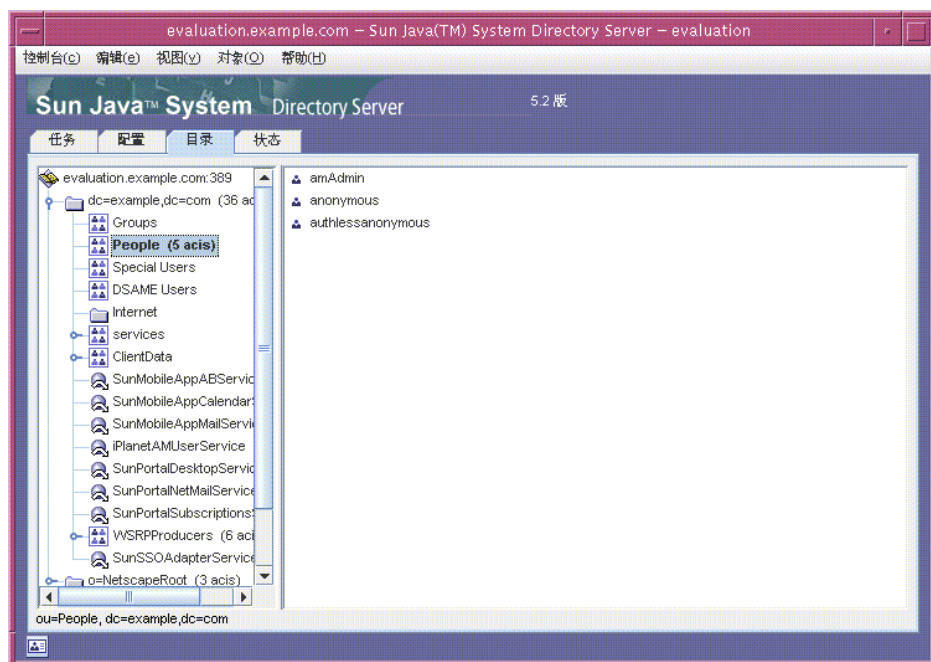 evaluation.example.com – Sun Java(TM) System Directory Server – evaluation
控制台(C) 编辑(e) 视图(V) 对象(O) 帮助(H)
Sun Java™ System Directory Server 5.2 版
任务 配置 目录 状态
evaluation.example.com:389
dc=example,dc=com (36 ac
Groups
People (5 acis)
Special Users
DSAME Users
Internet
services
ClientData
SunMobileAppABServic
SunMobileAppCalendarS
SunMobileAppMailServi
iPlanetAMUserService
SunPortalDesktopServic
SunPortalNetMailService
SunPortalSubscriptionsS
WSRPProducers (6 aci
SunSSOAdapterService
o=NetscapeRoot (3 acis)
amAdmin
anonymous
authlessanonymous
ou=People, dc=example,dc=com